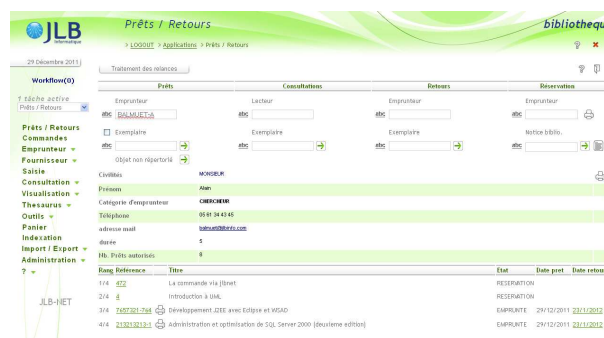 JLB
Informatique
Prêts / Retours
bibliothequ
> LOGOUT > Applications > Prêts / Retours
29 Décembre 2011
Workflow(0)
? tâche active
Prêts / Retours
Traitement des relances
Prêts Consultations Retours Réservation
Emprunteur Lecteur Emprunteur Emprunteur
abc BALMUET-A abc abc abc
Exemplaire Exemplaire Exemplaire Notice biblio.
abc abc abc abc
Objet non répertorié
Prêts / Retours
Commandes
Emprunteur
Fournisseur
Saisie
Consultation
Visualisation
Thesaurus
Outils
Panier
Indexation
Import / Export
Administration
?
JLB-NET
Civilités MONSIEUR
Prénom Alain
Catégorie d'emprunteur CHERCHEUR
Téléphone 05 61 34 43 45
adresse mail balmuet@jlbinfo.com
durée 5
Nb. Prêts autorisés 6
Rang Référence Titre Etat Date pret Date retou
1/4 472 La commande via jlbnet RESERVATION
2/4 4 Introduction à UML RESERVATION
3/4 7657321-764 Développement J2EE avec Eclipse et WSAD EMPRUNTE 29/12/2011 23/1/2012
4/4 213213213-1 Administration et optimisation de SQL Server 2000 (deuxieme edition) EMPRUNTE 29/12/2011 23/1/2012